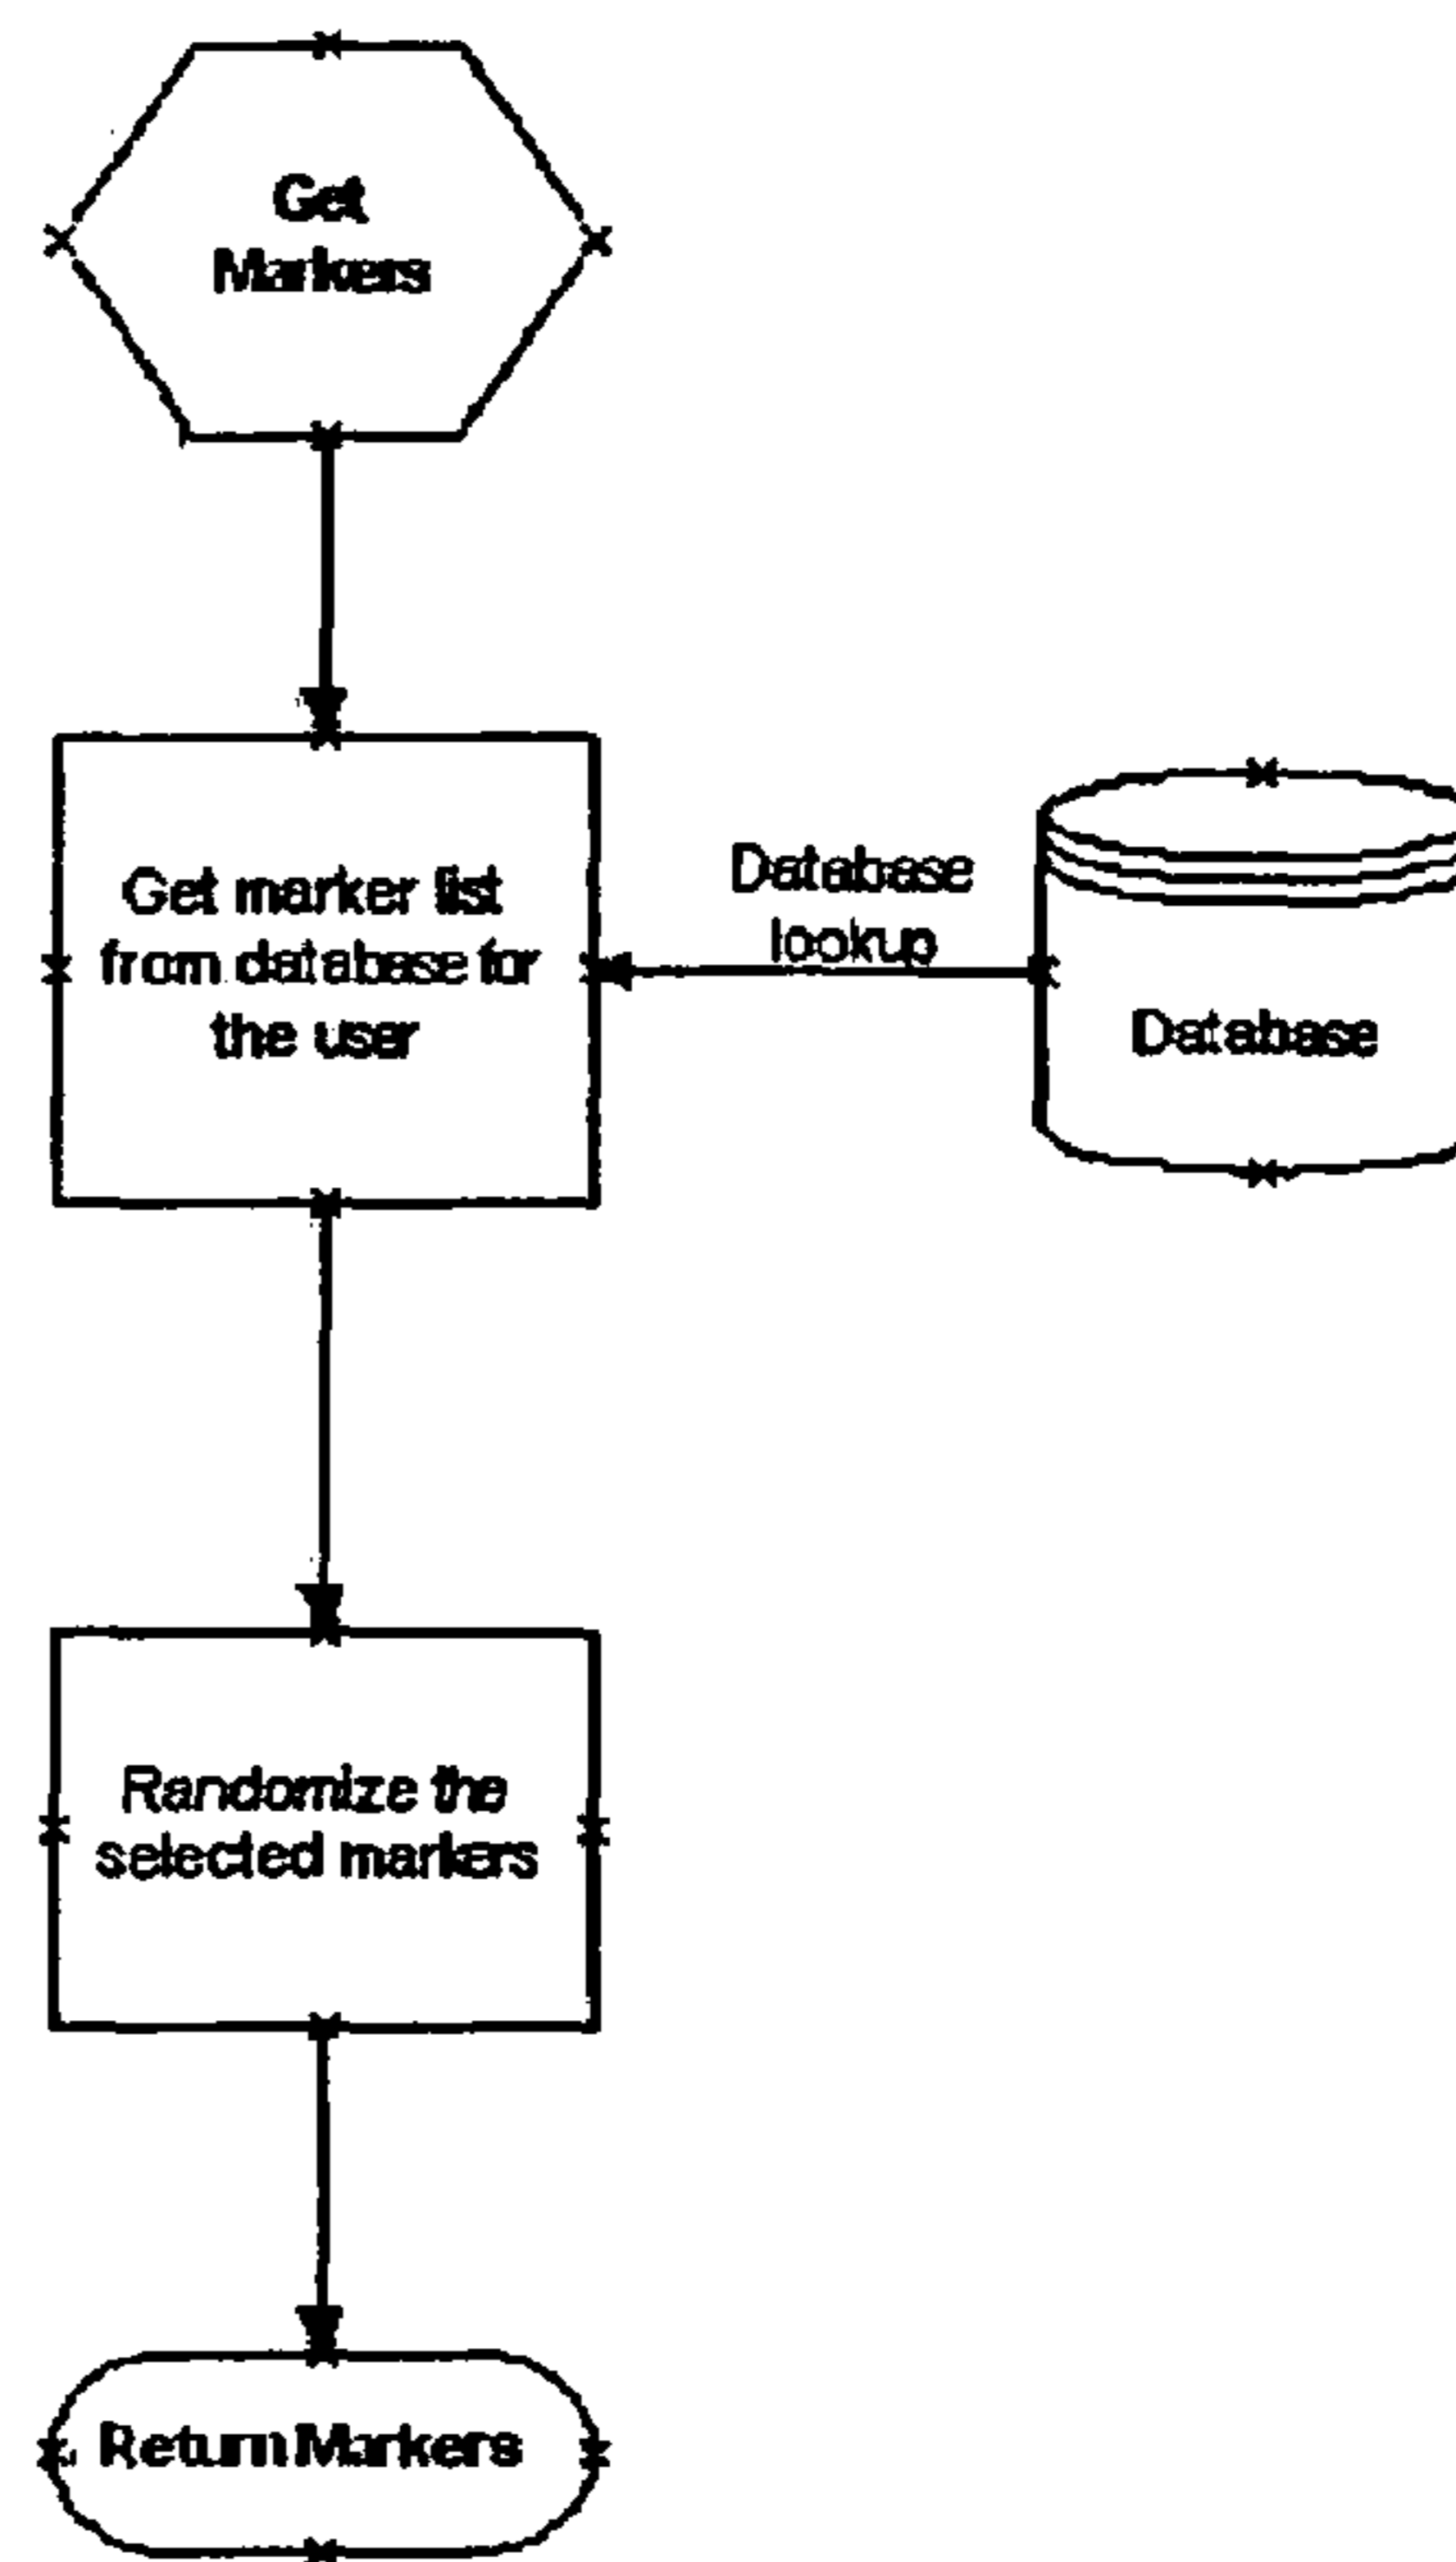 Get
Markers
Get marker list
from database for
the user
Database
lookup
Database
Randomize the
selected markers
Return Markers